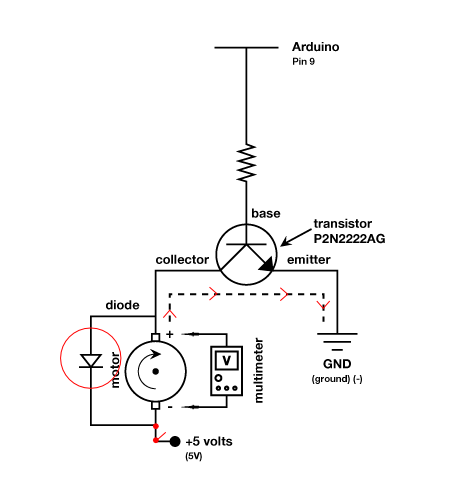 Arduino
Pin 9
base
transistor
P2N2222AG
collector
emitter
diode
+
V
motor
multimeter
-
GND
(ground) (-)
+5 volts
(5V)